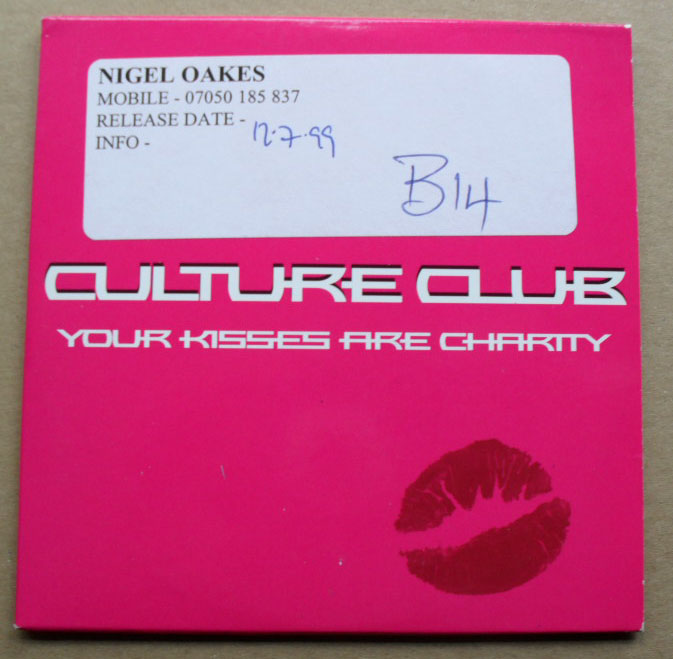 NIGEL OAKES
MOBILE - 07050 185 837
RELEASE DATE - 12.7.99
INFO -
B14
CULTURE CLUB
YOUR KISSES ARE CHARITY